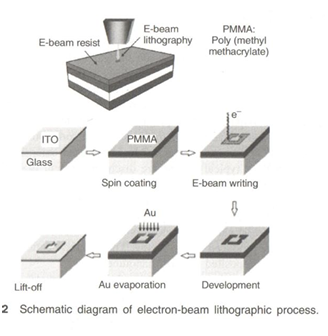 E-beam resist
E-beam
lithography
PMMA:
Poly (methyl
methacrylate)
ITO
Glass
PMMA
Spin coating
e⁻
E-beam writing
Au
Lift-off
Au evaporation
Development
2 Schematic diagram of electron-beam lithographic process.